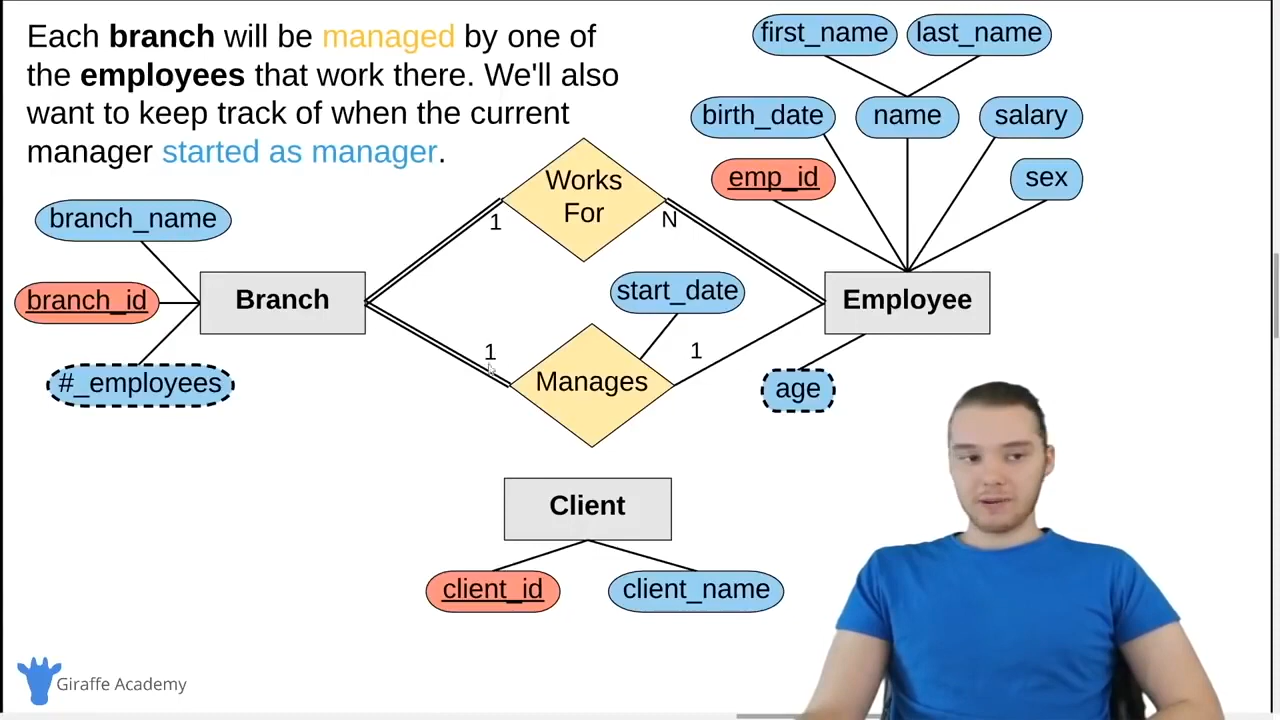 Each branch will be managed by one of
the employees that work there. We'll also
want to keep track of when the current
manager started as manager.
first_name
last_name
birth_date
name
salary
emp_id
sex
Works
For
branch_name
1
N
branch_id
Branch
start_date
Employee
1
1
#_employees
Manages
age
Client
client_id
client_name
Giraffe Academy